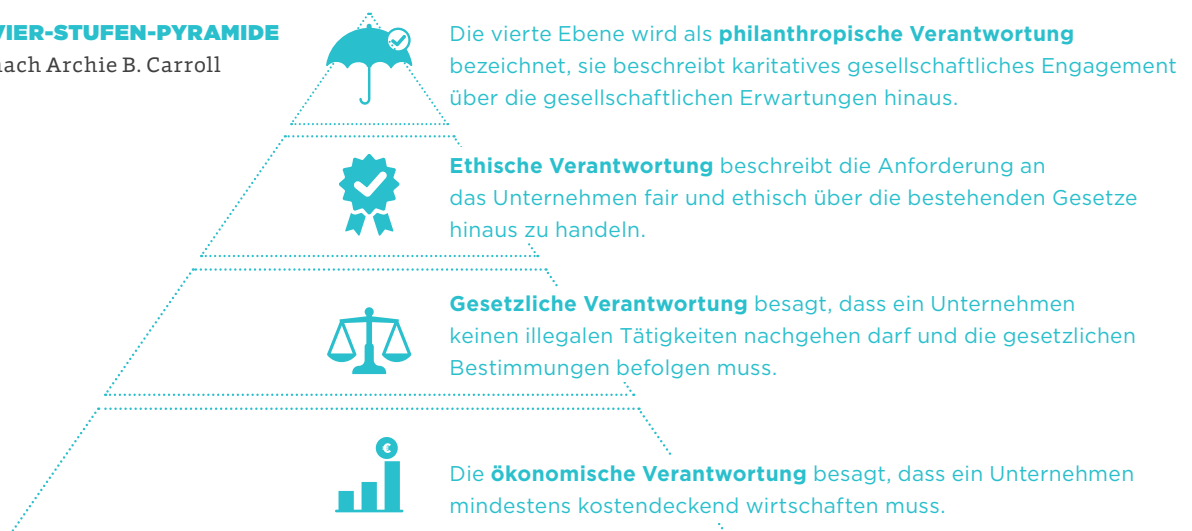 VIER-STUFEN-PYRAMIDE
nach Archie B. Carroll
Die vierte Ebene wird als philanthropische Verantwortung
bezeichnet, sie beschreibt karitatives gesellschaftliches Engagement
über die gesellschaftlichen Erwartungen hinaus.
Ethische Verantwortung beschreibt die Anforderung an
das Unternehmen fair und ethisch über die bestehenden Gesetze
hinaus zu handeln.
Gesetzliche Verantwortung besagt, dass ein Unternehmen
keinen illegalen Tätigkeiten nachgehen darf und die gesetzlichen
Bestimmungen befolgen muss.
€
Die ökonomische Verantwortung besagt, dass ein Unternehmen
mindestens kostendeckend wirtschaften muss.